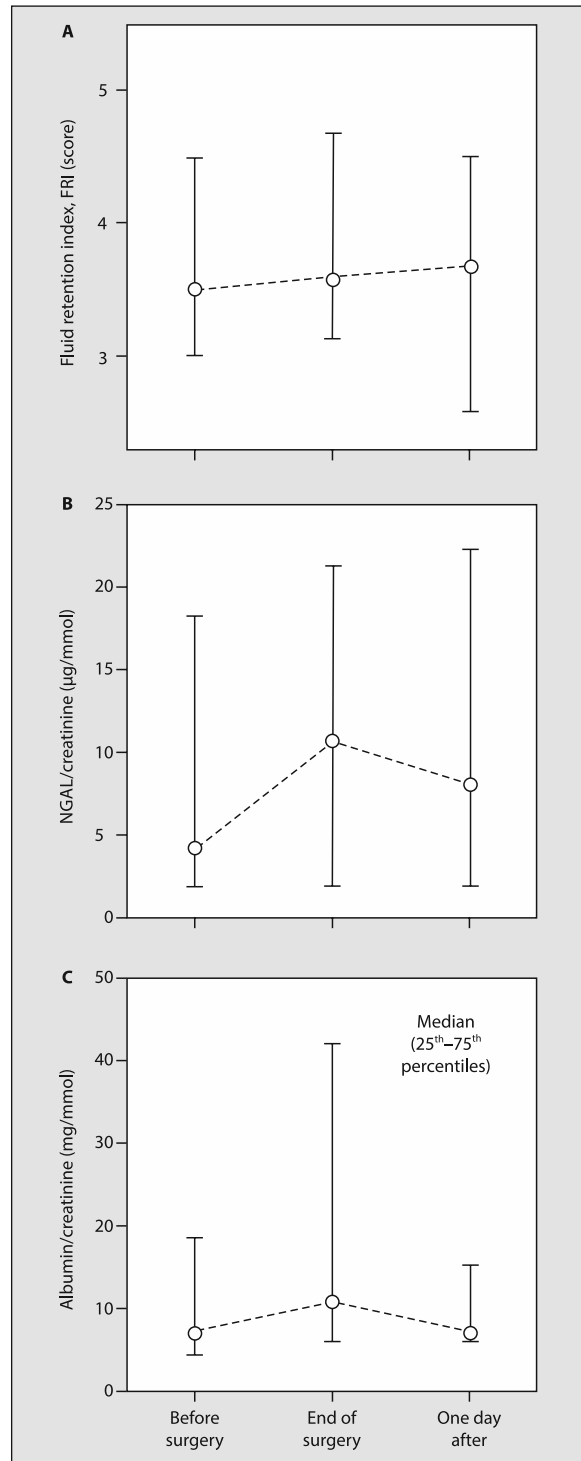 A
Fluid retention index, FRI (score)
5
4
3
B
NGAL/creatinine (µg/mmol)
25
20
15
10
5
0
C
Albumin/creatinine (mg/mmol)
50
40
30
20
10
0
Median
(25th–75th
percentiles)
Before
surgery
End of
surgery
One day
after